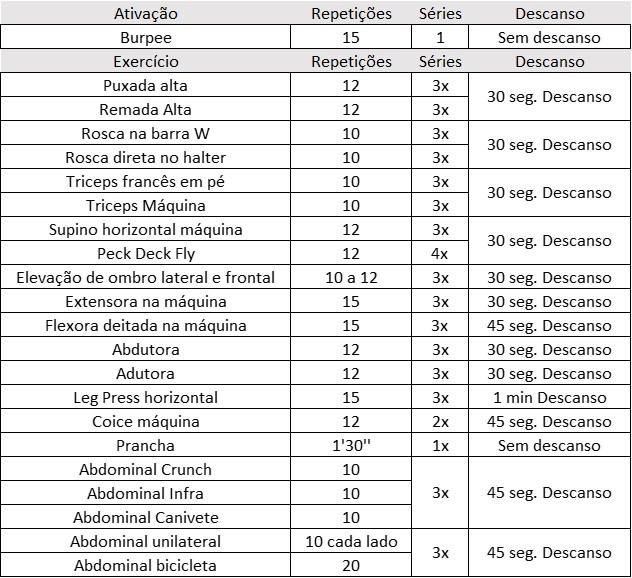 Ativação Repetições Séries Descanso
Burpee 15 1 Sem descanso
Exercício Repetições Séries Descanso
Puxada alta 12 3x 30 seg. Descanso
Remada Alta 12 3x
Rosca na barra W 10 3x 30 seg. Descanso
Rosca direta no halter 10 3x
Triceps francês em pé 10 3x 30 seg. Descanso
Triceps Máquina 10 3x
Supino horizontal máquina 12 3x 30 seg. Descanso
Peck Deck Fly 12 4x
Elevação de ombro lateral e frontal 10 a 12 3x 30 seg. Descanso
Extensora na máquina 15 3x 30 seg. Descanso
Flexora deitada na máquina 15 3x 45 seg. Descanso
Abdutora 12 3x 30 seg. Descanso
Adutora 12 3x 30 seg. Descanso
Leg Press horizontal 15 3x 1 min Descanso
Coice máquina 12 2x 45 seg. Descanso
Prancha 1'30'' 1x Sem descanso
Abdominal Crunch 10
Abdominal Infra 10 3x 45 seg. Descanso
Abdominal Canivete 10
Abdominal unilateral 10 cada lado 3x 45 seg. Descanso
Abdominal bicicleta 20